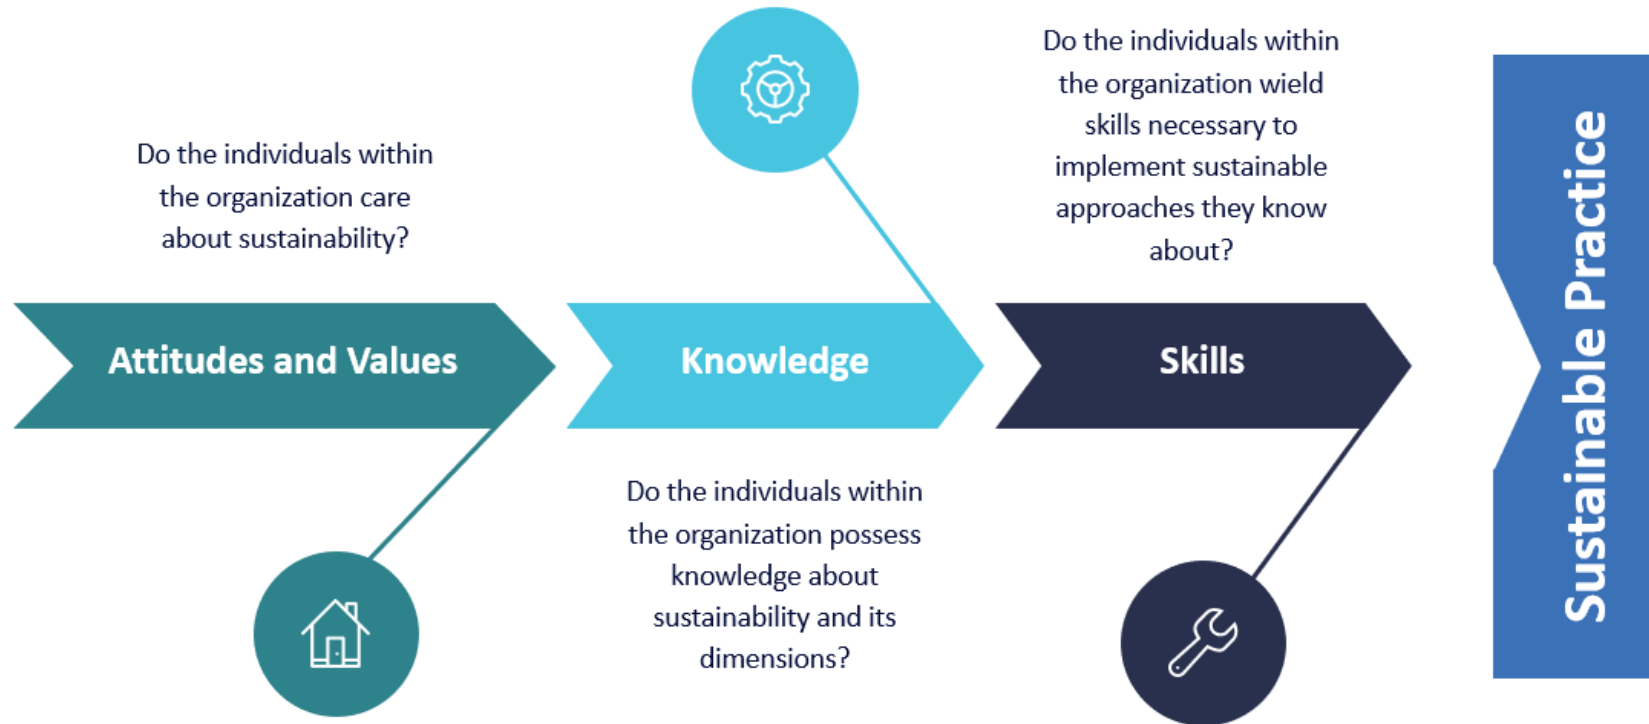 Do the individuals within
the organization care
about sustainability?
Attitudes and Values
Knowledge
Do the individuals within
the organization possess
knowledge about
sustainability and its
dimensions?
Do the individuals within
the organization wield
skills necessary to
implement sustainable
approaches they know
about?
Skills
Sustainable Practice